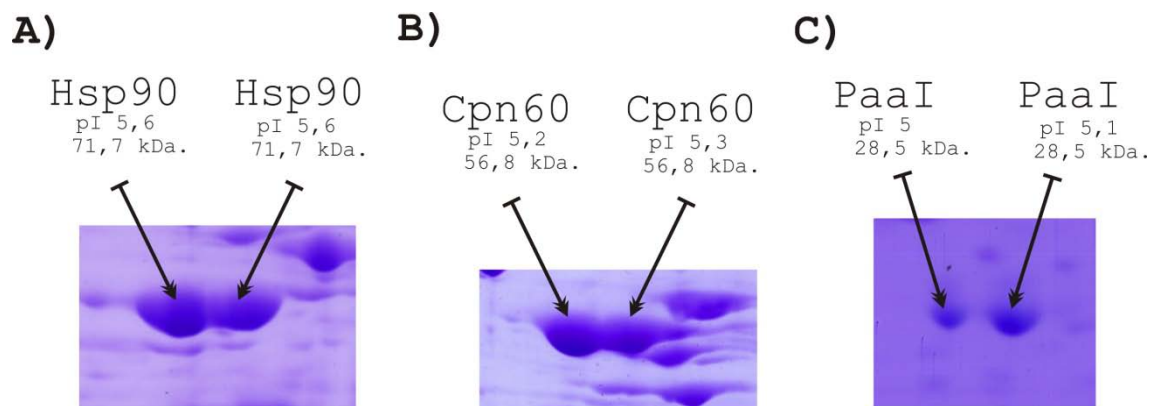 A)
Hsp90 Hsp90
pI 5,6 pI 5,6
71,7 kDa. 71,7 kDa.
B)
Cpn60 Cpn60
pI 5,2 pI 5,3
56,8 kDa. 56,8 kDa.
C)
PaaI PaaI
pI 5 pI 5,1
28,5 kDa. 28,5 kDa.